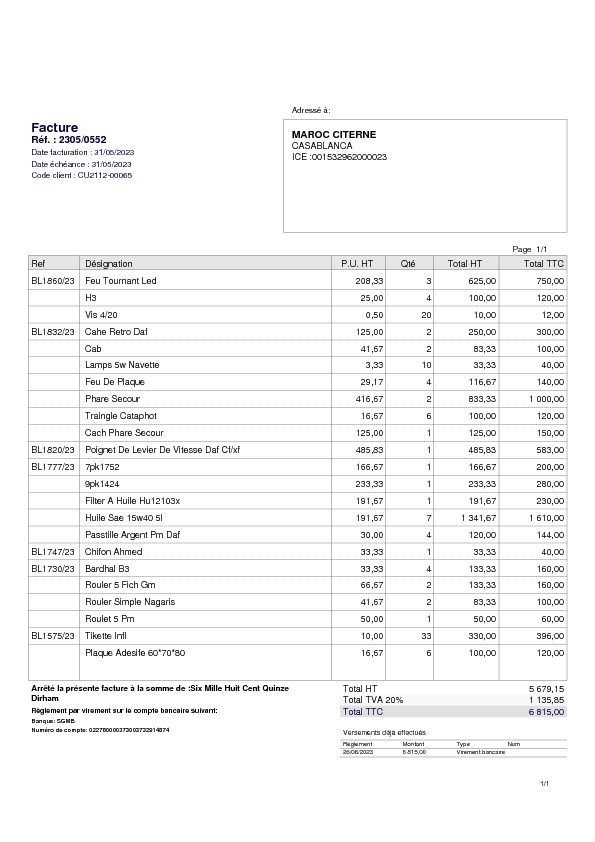 Adressé à:
Facture
Réf. : 2305/0552
Date facturation : 31/05/2023
Date échéance : 31/05/2023
Code client : CU2112-00065
MAROC CITERNE
CASABLANCA
ICE :001532962000023
Page 1/1
Ref Désignation P.U. HT Qté Total HT Total TTC
BL1860/23 Feu Tournant Led 208,33 3 625,00 750,00
H3 25,00 4 100,00 120,00
Vis 4/20 0,50 20 10,00 12,00
BL1832/23 Cahe Retro Daf 125,00 2 250,00 300,00
Cab 41,67 2 83,33 100,00
Lamps 5w Navette 3,33 10 33,33 40,00
Feu De Plaque 29,17 4 116,67 140,00
Phare Secour 416,67 2 833,33 1 000,00
Traingle Cataphot 16,67 6 100,00 120,00
Cach Phare Secour 125,00 1 125,00 150,00
BL1820/23 Poignet De Levier De Vitesse Daf Cf/xf 485,83 1 485,83 583,00
BL1777/23 7pk1752 166,67 1 166,67 200,00
9pk1424 233,33 1 233,33 280,00
Filter A Huile Hu12103x 191,67 1 191,67 230,00
Huile Sae 15w40 5l 191,67 7 1 341,67 1 610,00
Passtille Argent Pm Daf 30,00 4 120,00 144,00
BL1747/23 Chifon Ahmed 33,33 1 33,33 40,00
BL1730/23 Bardhal B3 33,33 4 133,33 160,00
Rouler 5 Fich Gm 66,67 2 133,33 160,00
Rouler Simple Nagaris 41,67 2 83,33 100,00
Roulet 5 Pm 50,00 1 50,00 60,00
BL1575/23 Tikette Infl 10,00 33 330,00 396,00
Plaque Adesife 60*70*80 16,67 6 100,00 120,00
Arrêté la présente facture à la somme de :Six Mille Huit Cent Quinze
Dirham
Règlement par virement sur le compte bancaire suivant:
Banque: SGMB
Numéro de compte:
Total HT 5 679,15
Total TVA 20% 1 135,85
Total TTC 6 815,00
Versements déjà effectués
Règlement Montant Type Num
26/06/2023 6 815,00 Virement bancaire
1/1